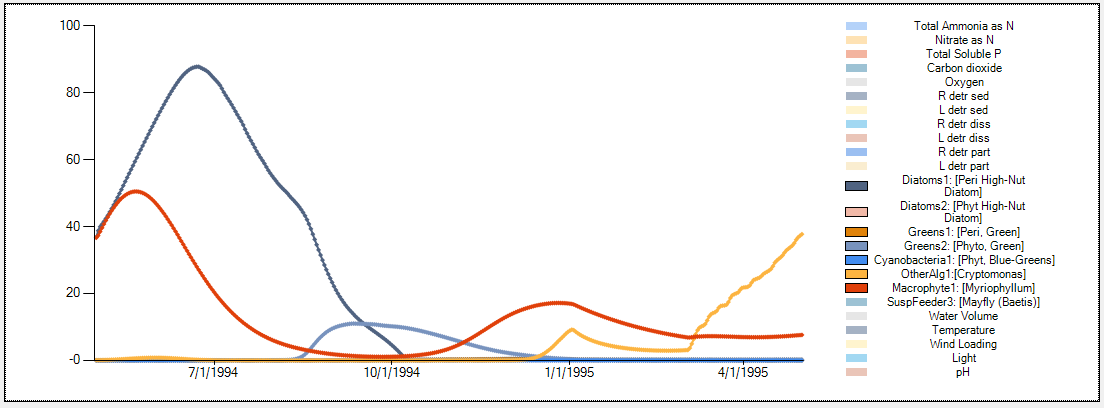 100
80
60
40
20
-0
7/1/1994
10/1/1994
1/1/1995
4/1/1995
Total Ammonia as N
Nitrate as N
Total Soluble P
Carbon dioxide
Oxygen
R detr sed
L detr sed
R detr diss
L detr diss
R detr part
L detr part
Diatoms1: [Peri High-Nut
Diatom]
Diatoms2: [Phyt High-Nut
Diatom]
Greens1: [Peri, Green]
Greens2: [Phyto, Green]
Cyanobacteria1: [Phyt, Blue-Greens]
OtherAlg1:[Cryptomonas]
Macrophyte1: [Myriophyllum]
SuspFeeder3: [Mayfly (Baetis)]
Water Volume
Temperature
Wind Loading
Light
pH